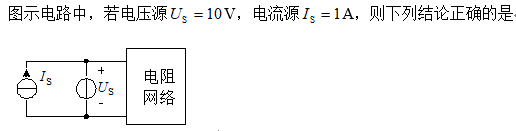 图示电路中，若电压源U_S=10V，电流源I_S=1A，则下列结论正确的是
I_S
+
U_S
-
电阻
网络